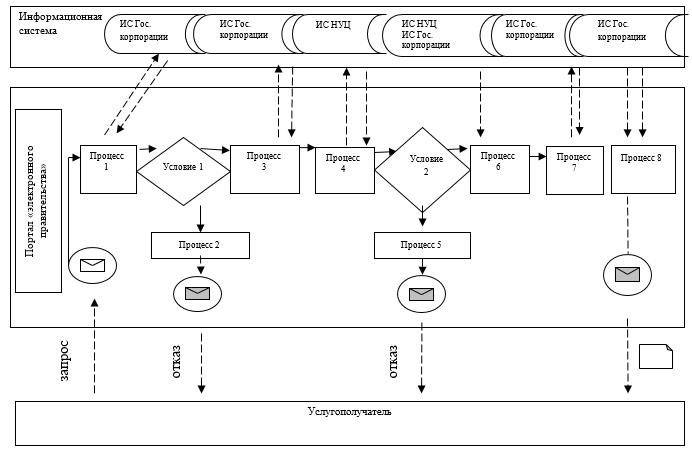 Информационная
система
ИС Гос.
корпорации
ИС Гос.
корпорации
ИС НУЦ
ИС НУЦ
ИС Гос.
корпорации
ИС Гос.
корпорации
ИС Гос.
корпорации
Портал «электронного
правительства»
Процесс
1
Условие 1
Процесс
3
Процесс
4
Условие
2
Процесс
6
Процесс
7
Процесс 8
Процесс 2
Процесс 5
запрос
отказ
отказ
Услугополучатель